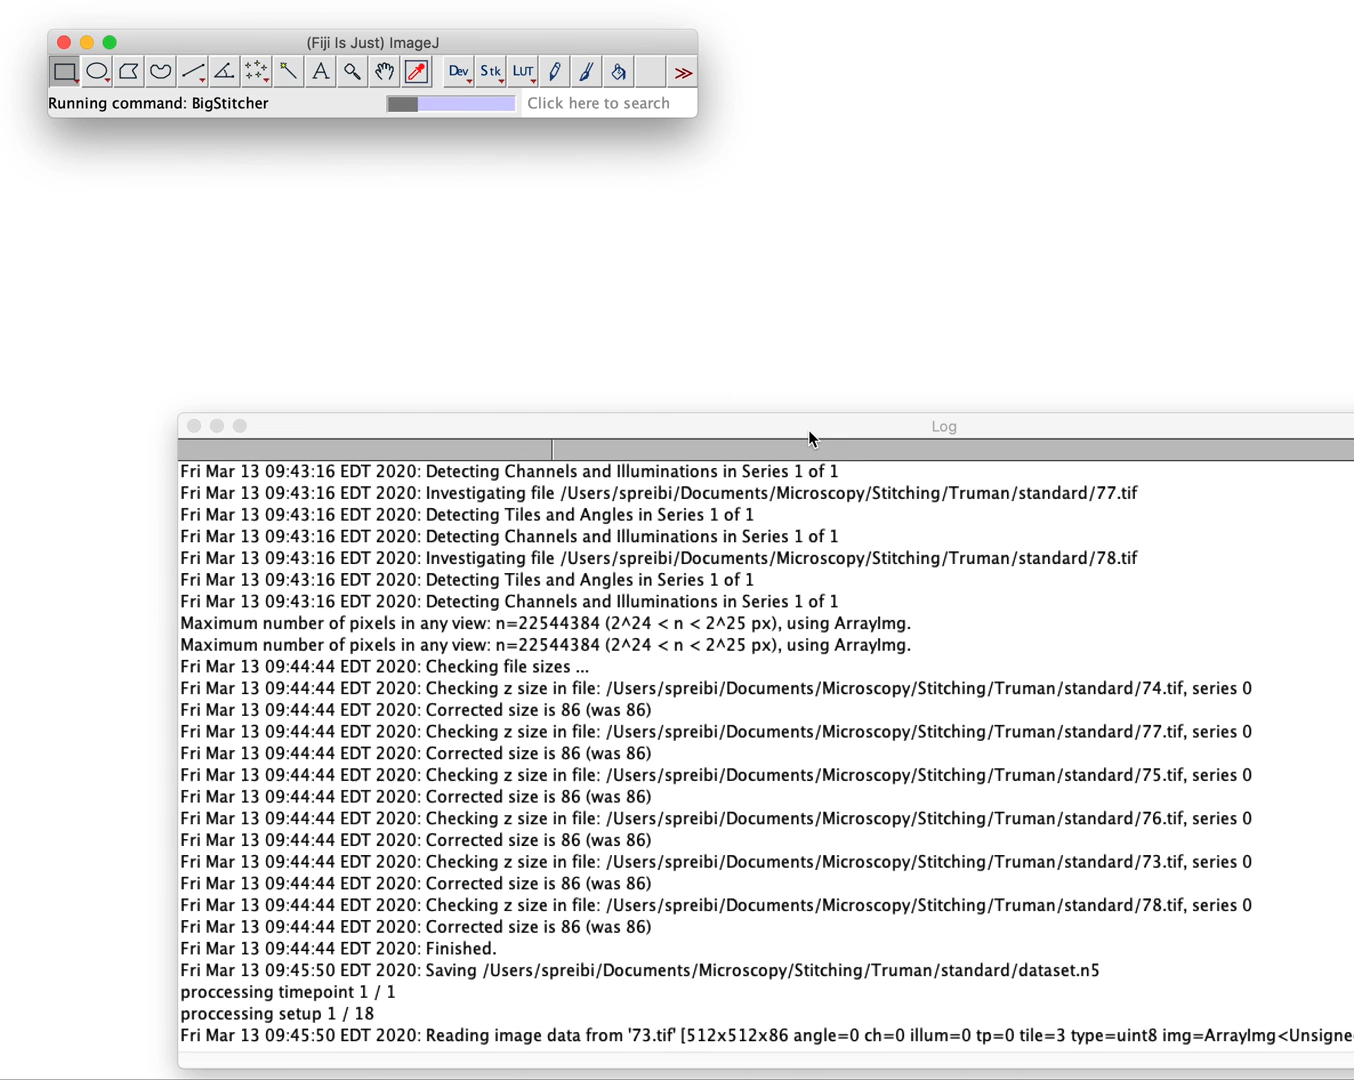 (Fiji Is Just) ImageJ
A Dev Stk LUT >>
Running command: BigStitcher Click here to search
Log
Fri Mar 13 09:43:16 EDT 2020: Detecting Channels and Illuminations in Series 1 of 1
Fri Mar 13 09:43:16 EDT 2020: Investigating file /Users/spreibi/Documents/Microscopy/Stitching/Truman/standard/77.tif
Fri Mar 13 09:43:16 EDT 2020: Detecting Tiles and Angles in Series 1 of 1
Fri Mar 13 09:43:16 EDT 2020: Detecting Channels and Illuminations in Series 1 of 1
Fri Mar 13 09:43:16 EDT 2020: Investigating file /Users/spreibi/Documents/Microscopy/Stitching/Truman/standard/78.tif
Fri Mar 13 09:43:16 EDT 2020: Detecting Tiles and Angles in Series 1 of 1
Fri Mar 13 09:43:16 EDT 2020: Detecting Channels and Illuminations in Series 1 of 1
Maximum number of pixels in any view: n=22544384 (2^24 < n < 2^25 px), using ArrayImg.
Maximum number of pixels in any view: n=22544384 (2^24 < n < 2^25 px), using ArrayImg.
Fri Mar 13 09:44:44 EDT 2020: Checking file sizes ...
Fri Mar 13 09:44:44 EDT 2020: Checking z size in file: /Users/spreibi/Documents/Microscopy/Stitching/Truman/standard/74.tif, series 0
Fri Mar 13 09:44:44 EDT 2020: Corrected size is 86 (was 86)
Fri Mar 13 09:44:44 EDT 2020: Checking z size in file: /Users/spreibi/Documents/Microscopy/Stitching/Truman/standard/77.tif, series 0
Fri Mar 13 09:44:44 EDT 2020: Corrected size is 86 (was 86)
Fri Mar 13 09:44:44 EDT 2020: Checking z size in file: /Users/spreibi/Documents/Microscopy/Stitching/Truman/standard/75.tif, series 0
Fri Mar 13 09:44:44 EDT 2020: Corrected size is 86 (was 86)
Fri Mar 13 09:44:44 EDT 2020: Checking z size in file: /Users/spreibi/Documents/Microscopy/Stitching/Truman/standard/76.tif, series 0
Fri Mar 13 09:44:44 EDT 2020: Corrected size is 86 (was 86)
Fri Mar 13 09:44:44 EDT 2020: Checking z size in file: /Users/spreibi/Documents/Microscopy/Stitching/Truman/standard/73.tif, series 0
Fri Mar 13 09:44:44 EDT 2020: Corrected size is 86 (was 86)
Fri Mar 13 09:44:44 EDT 2020: Checking z size in file: /Users/spreibi/Documents/Microscopy/Stitching/Truman/standard/78.tif, series 0
Fri Mar 13 09:44:44 EDT 2020: Corrected size is 86 (was 86)
Fri Mar 13 09:44:44 EDT 2020: Finished.
Fri Mar 13 09:45:50 EDT 2020: Saving /Users/spreibi/Documents/Microscopy/Stitching/Truman/standard/dataset.n5
proccessing timepoint 1 / 1
proccessing setup 1 / 18
Fri Mar 13 09:45:50 EDT 2020: Reading image data from '73.tif' [512x512x86 angle=0 ch=0 illum=0 tp=0 tile=3 type=uint8 img=ArrayImg<Unsigne